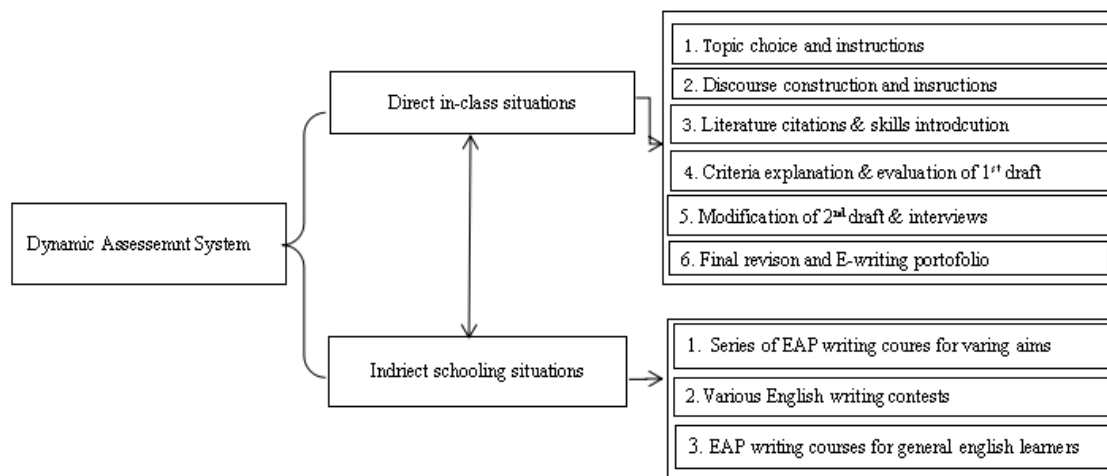 Dynamic Assessemnt System
Direct in-class situations
1. Topic choice and instructions
2. Discourse construction and insructions
3. Literature citations & skills introdcution
4. Criteria explanation & evaluation of 1st draft
5. Modification of 2nd draft & interviews
6. Final revison and E-writing portofolio
Indriect schooling situations
1. Series of EAP writing coures for varing aims
2. Various English writing contests
3. EAP writing courses for general english learners